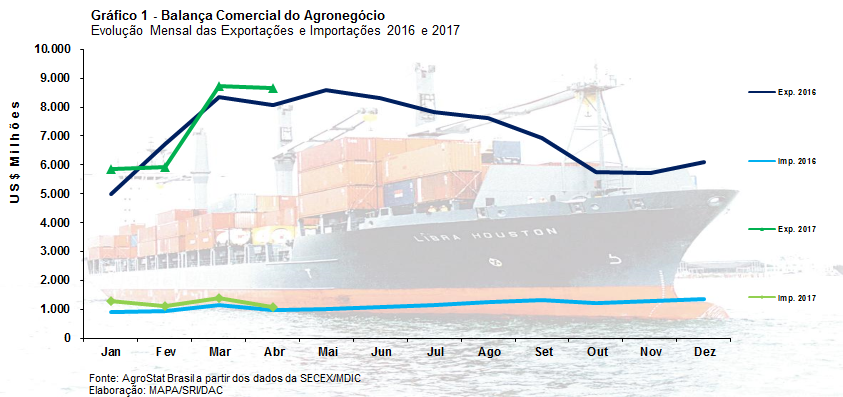 Gráfico 1 - Balança Comercial do Agronegócio
Evolução Mensal das Exportações e Importações 2016 e 2017
US$ Milhões
10.000
9.000
8.000
7.000
6.000
5.000
4.000
3.000
2.000
1.000
0
Jan Fev Mar Abr Mai Jun Jul Ago Set Out Nov Dez
Exp. 2016
Imp. 2016
Exp. 2017
Imp. 2017
LIBRA HOUSTON
Fonte: AgroStat Brasil a partir dos dados da SECEX/MDIC
Elaboração: MAPA/SRI/DAC